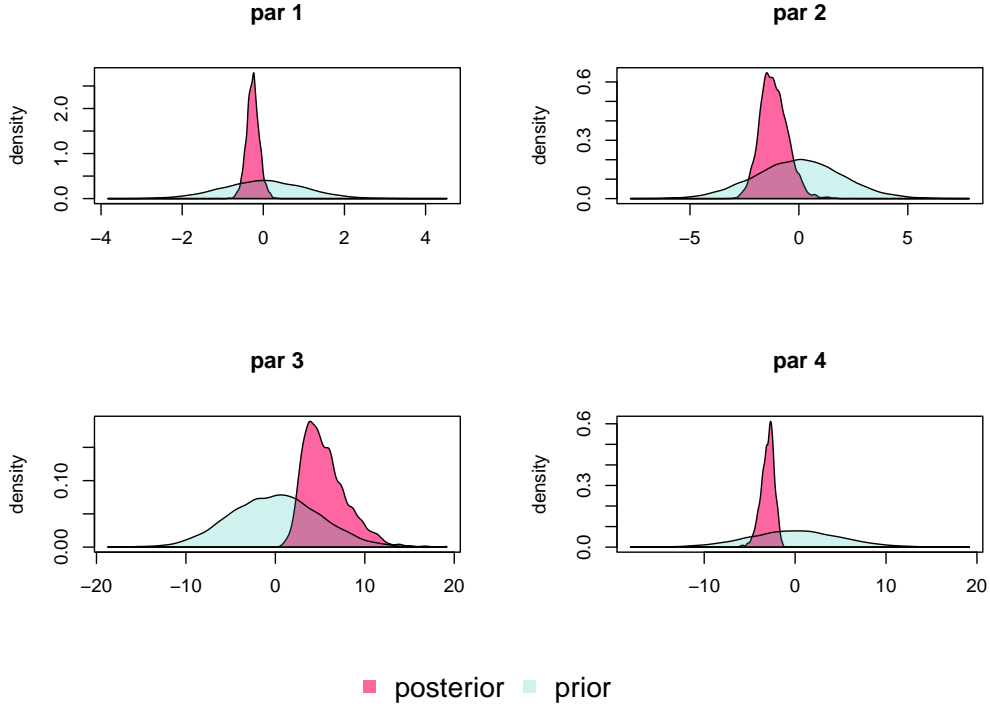 par 1
density
0.0 1.0 2.0
−4 −2 0 2 4
par 2
density
0.0 0.3 0.6
−5 0 5
par 3
density
0.00 0.10
−20 −10 0 10 20
par 4
density
0.0 0.3 0.6
−10 0 10 20
posterior prior